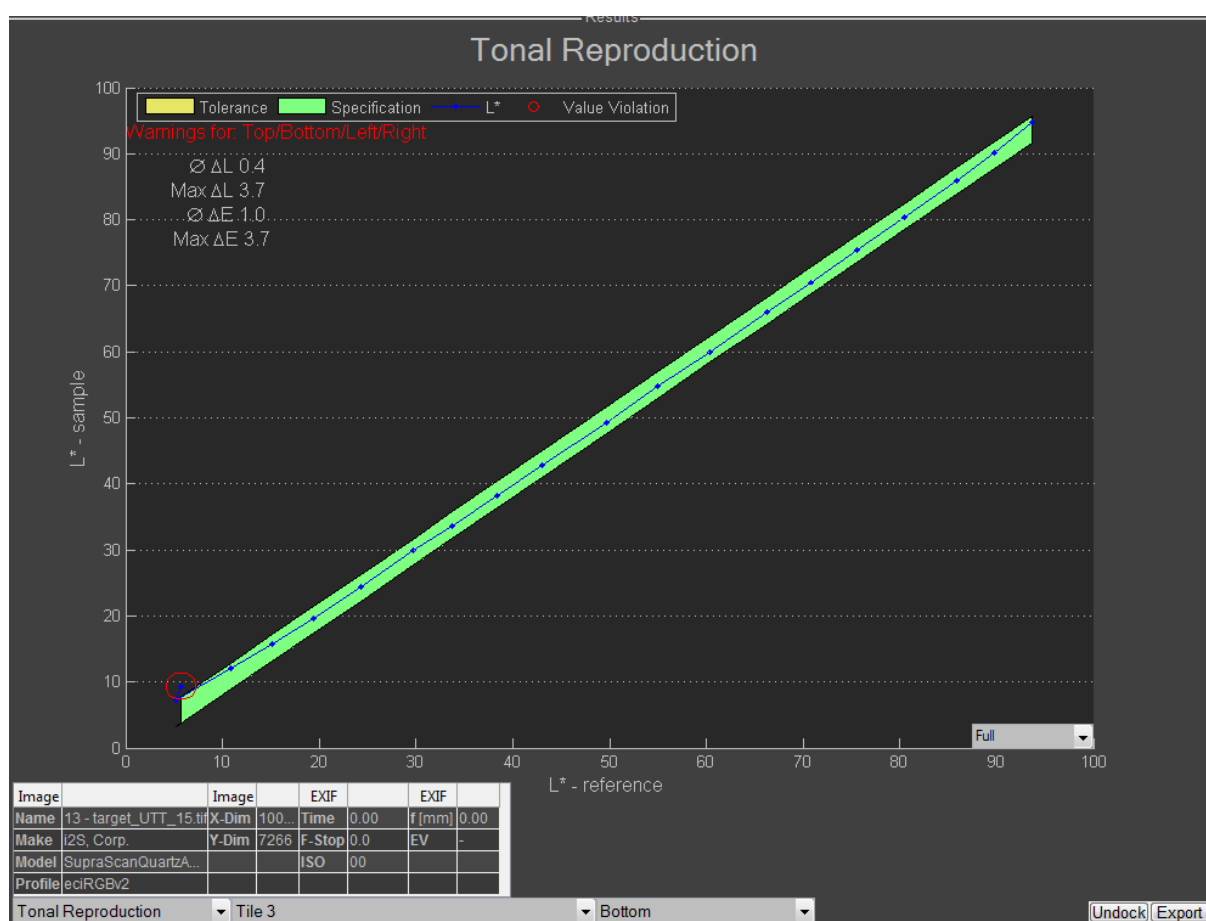 Results
Tonal Reproduction
Tolerance Specification L* Value Violation
Warnings for: Top/Bottom/Left/Right
Ø ΔL 0.4
Max ΔL 3.7
Ø ΔE 1.0
Max ΔE 3.7
100
90
80
70
60
50
40
30
20
10
0
L* - sample
0 10 20 30 40 50 60 70 80 90 100
L* - reference
Full
Image Image EXIF EXIF
Name 13 - target_UTT_15.tif X-Dim 100... Time 0.00 f [mm] 0.00
Make i2S, Corp. Y-Dim 7266 F-Stop 0.0 EV -
Model SupraScanQuartzA... ISO 00
Profile eciRGBv2
Tonal Reproduction Tile 3 Bottom Undock Export